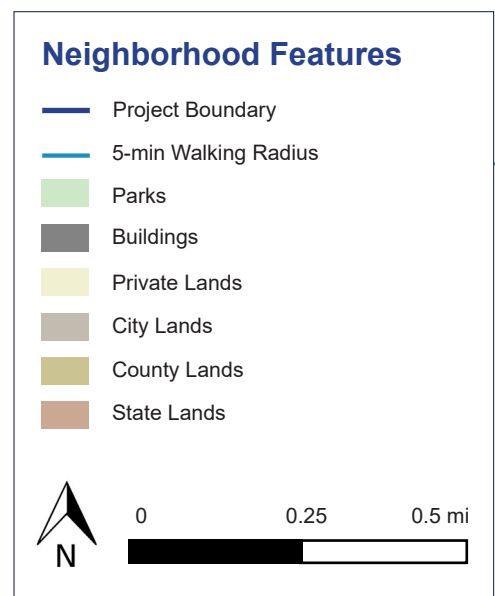 Neighborhood Features
Project Boundary
5-min Walking Radius
Parks
Buildings
Private Lands
City Lands
County Lands
State Lands
0 0.25 0.5 mi
N